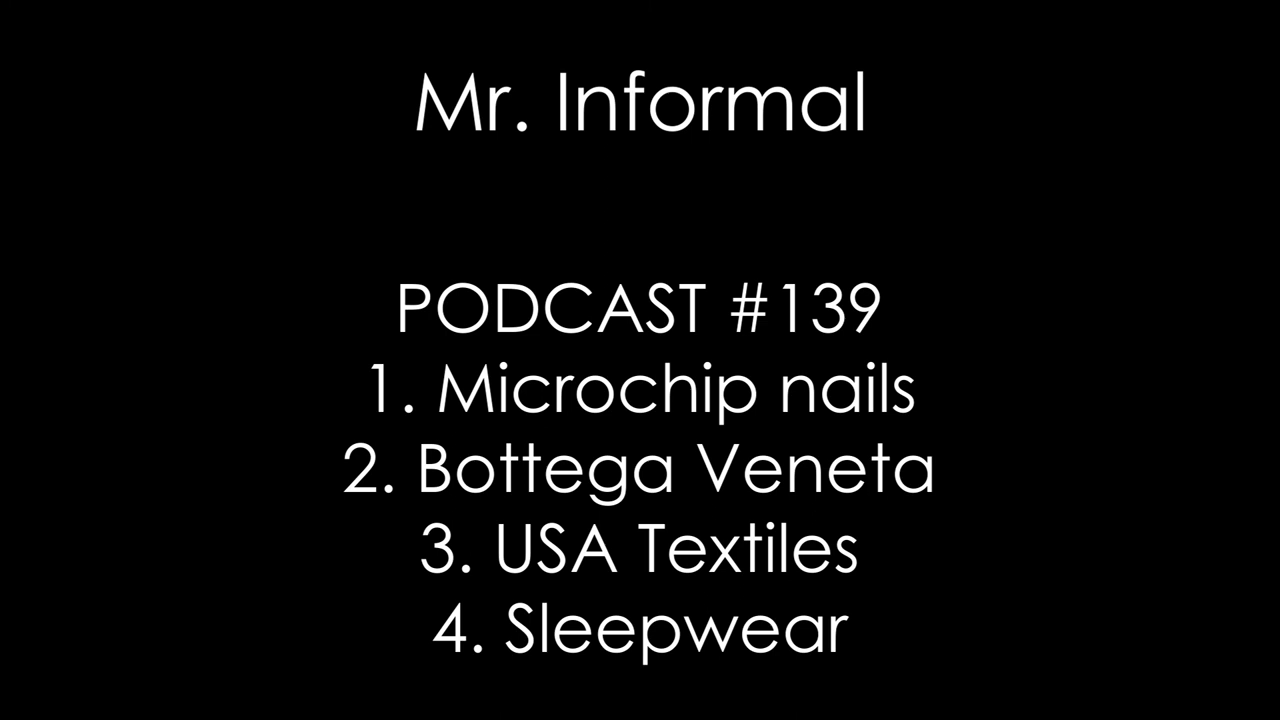 Mr. Informal
PODCAST #139
1. Microchip nails
2. Bottega Veneta
3. USA Textiles
4. Sleepwear